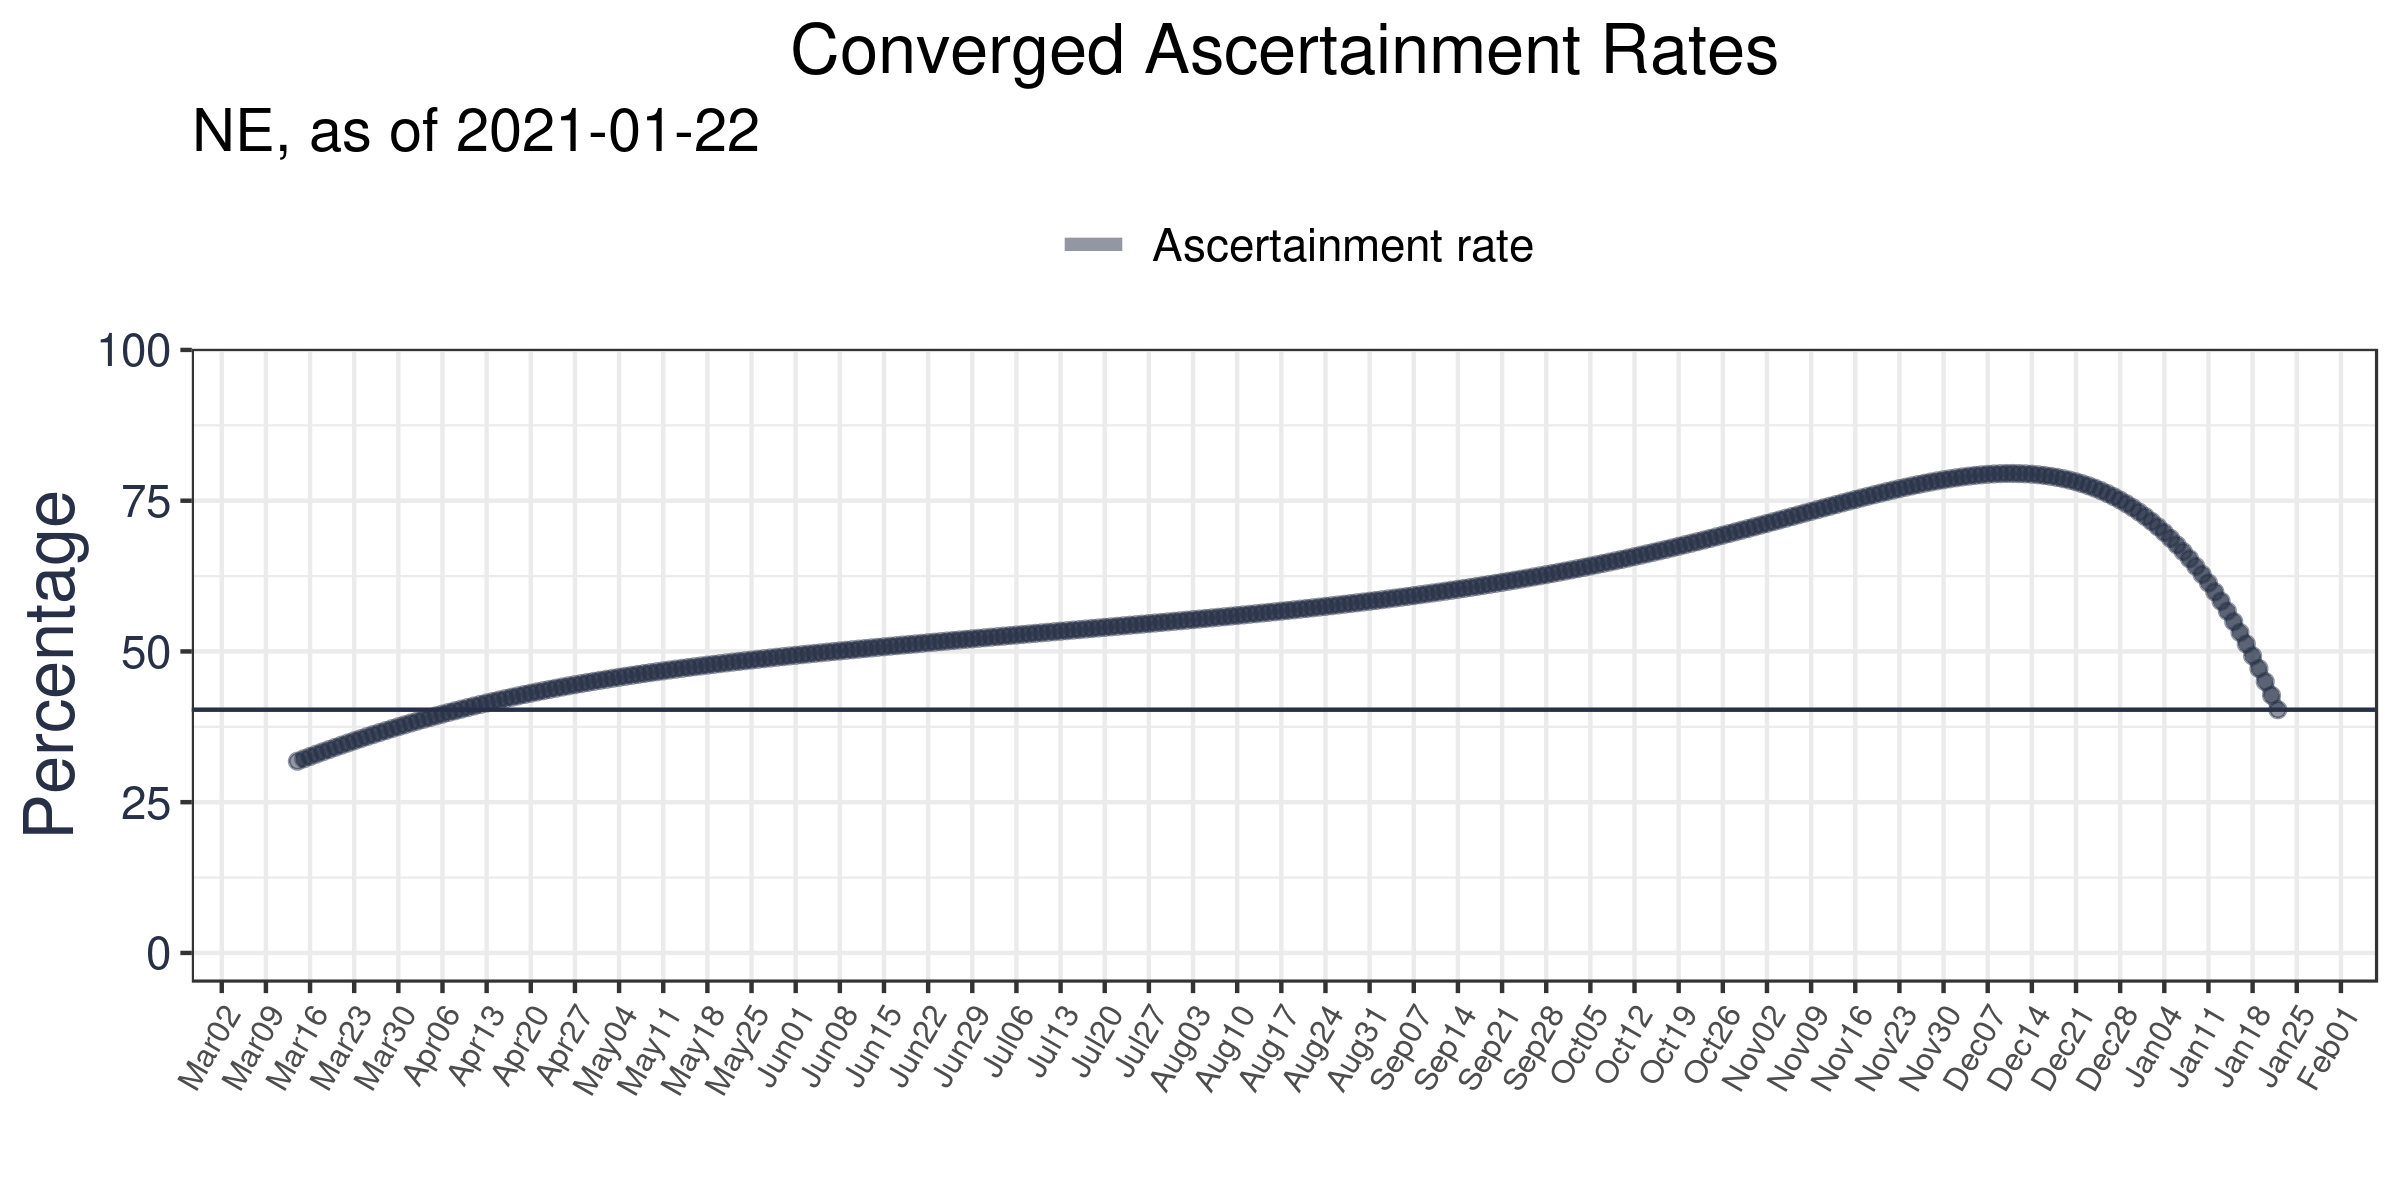 Converged Ascertainment Rates
NE, as of 2021-01-22
Ascertainment rate
Percentage
100
75
50
25
0
Mar02 Mar09 Mar16 Mar23 Mar30 Apr06 Apr13 Apr20 Apr27 May04 May11 May18 May25 Jun01 Jun08 Jun15 Jun22 Jun29 Jul06 Jul13 Jul20 Jul27 Aug03 Aug10 Aug17 Aug24 Aug31 Sep07 Sep14 Sep21 Sep28 Oct05 Oct12 Oct19 Oct26 Nov02 Nov09 Nov16 Nov23 Nov30 Dec07 Dec14 Dec21 Dec28 Jan04 Jan11 Jan18 Jan25 Feb01